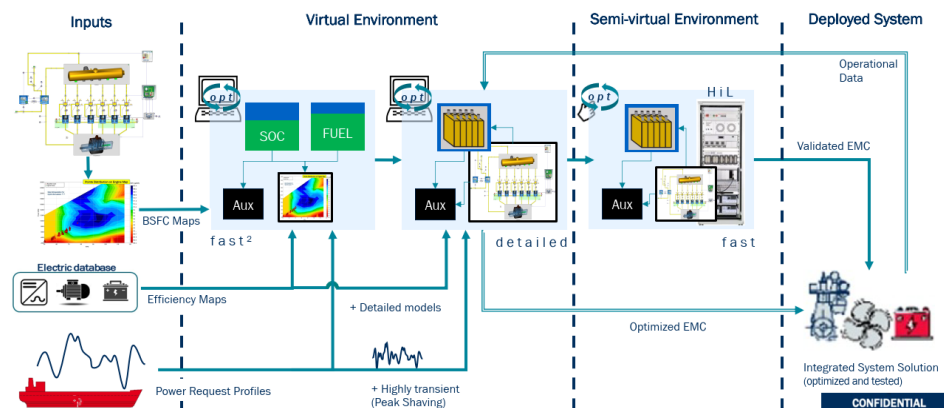 Inputs
Virtual Environment
Semi-virtual Environment
Deployed System
Operational
Data
opt
opt
opt
HiL
SOC
FUEL
Validated EMC
Aux
Aux
Aux
BSFC Maps
fast²
detailed
fast
Electric database
Efficiency Maps
+ Detailed models
Optimized EMC
Integrated System Solution
(optimized and tested)
Power Request Profiles
+ Highly transient
(Peak Shaving)
CONFIDENTIAL